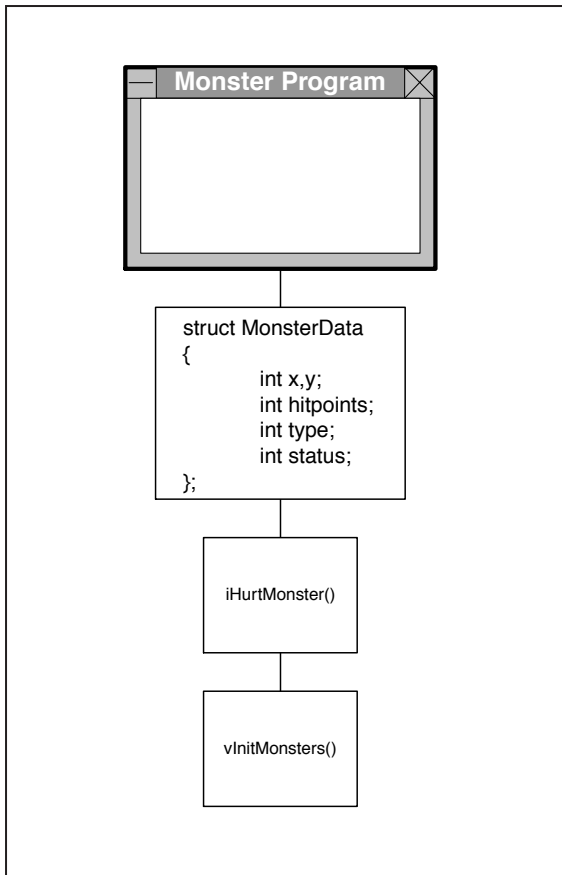 Monster Program
struct MonsterData
{
int x,y;
int hitpoints;
int type;
int status;
};
iHurtMonster()
vInitMonsters()